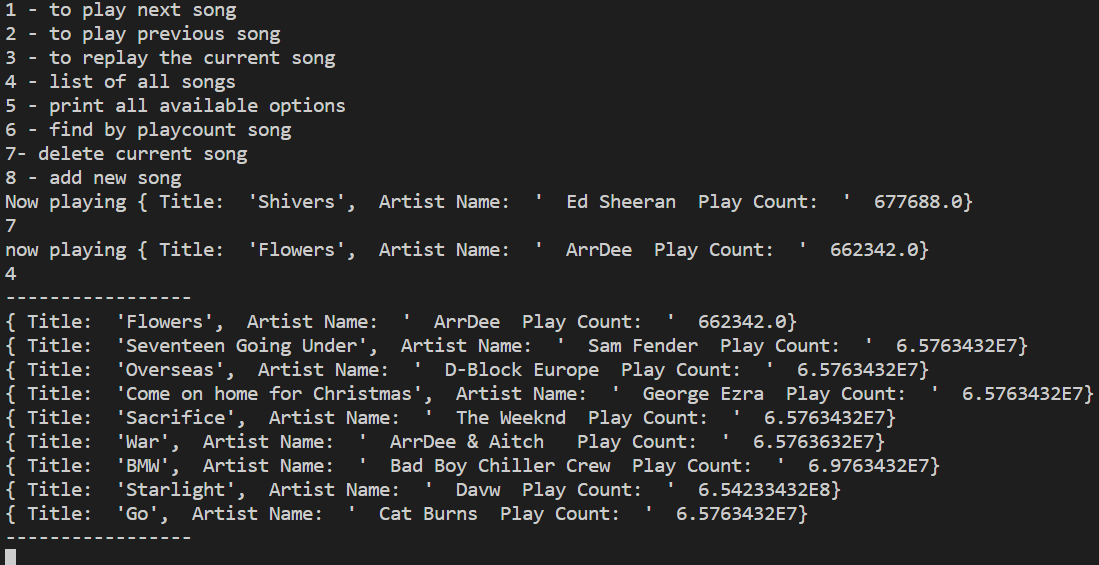 1 - to play next song
2 - to play previous song
3 - to replay the current song
4 - list of all songs
5 - print all available options
6 - find by playcount song
7- delete current song
8 - add new song
Now playing { Title:  'Shivers',  Artist Name:  '  Ed Sheeran  Play Count:  '  677688.0}
7
now playing { Title:  'Flowers',  Artist Name:  '  ArrDee  Play Count:  '  662342.0}
4
-----------------
{ Title:  'Flowers',  Artist Name:  '  ArrDee  Play Count:  '  662342.0}
{ Title:  'Seventeen Going Under',  Artist Name:  '  Sam Fender  Play Count:  '  6.5763432E7}
{ Title:  'Overseas',  Artist Name:  '  D-Block Europe  Play Count:  '  6.5763432E7}
{ Title:  'Come on home for Christmas',  Artist Name:  '  George Ezra  Play Count:  '  6.5763432E7}
{ Title:  'Sacrifice',  Artist Name:  '  The Weeknd  Play Count:  '  6.5763432E7}
{ Title:  'War',  Artist Name:  '  ArrDee & Aitch   Play Count:  '  6.5763632E7}
{ Title:  'BMW',  Artist Name:  '  Bad Boy Chiller Crew  Play Count:  '  6.9763432E7}
{ Title:  'Starlight',  Artist Name:  '  Davw  Play Count:  '  6.54233432E8}
{ Title:  'Go',  Artist Name:  '  Cat Burns  Play Count:  '  6.5763432E7}
-----------------